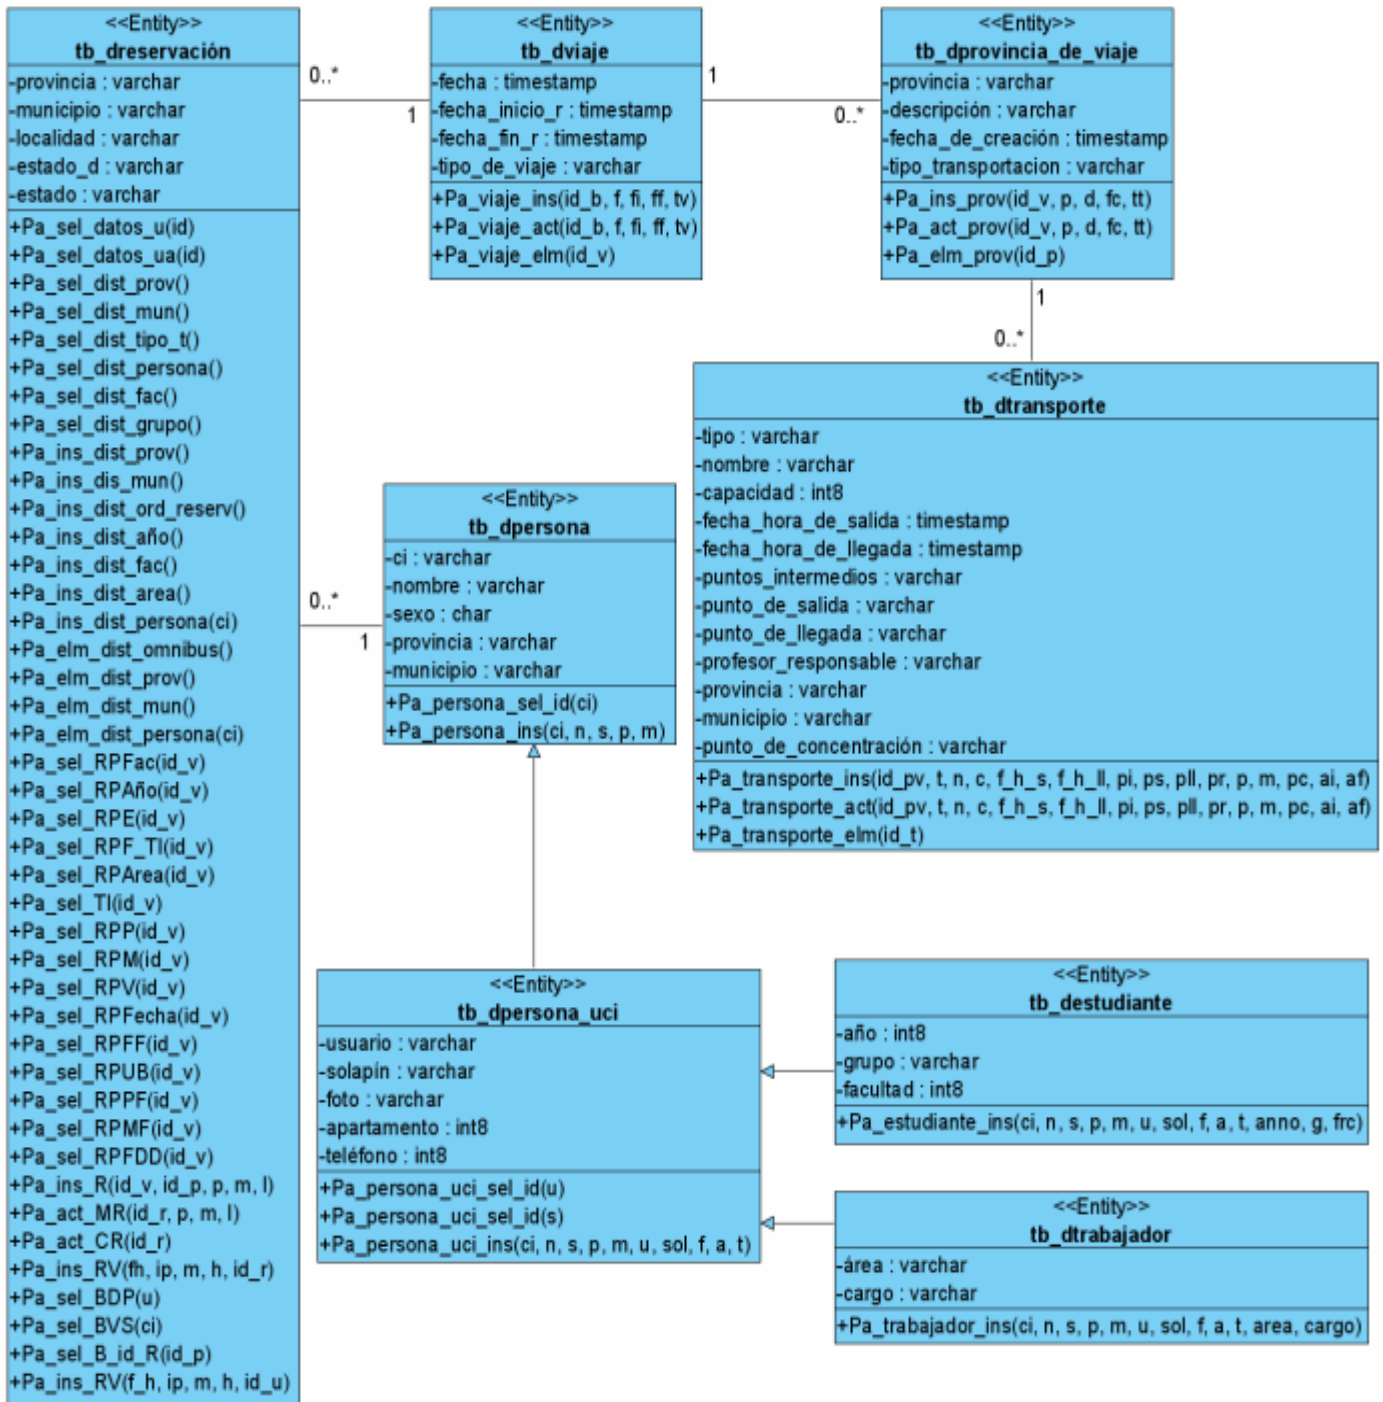 <<Entity>>
tb_dreservación
-provincia : varchar
-municipio : varchar
-localidad : varchar
-estado_d : varchar
-estado : varchar
+Pa_sel_datos_u(id)
+Pa_sel_datos_ua(id)
+Pa_sel_dist_prov()
+Pa_sel_dist_mun()
+Pa_sel_dist_tipo_t()
+Pa_sel_dist_persona()
+Pa_sel_dist_fac()
+Pa_sel_dist_grupo()
+Pa_ins_dist_prov()
+Pa_ins_dis_mun()
+Pa_ins_dist_ord_reserv()
+Pa_ins_dist_año()
+Pa_ins_dist_fac()
+Pa_ins_dist_area()
+Pa_ins_dist_persona(ci)
+Pa_elm_dist_omnibus()
+Pa_elm_dist_prov()
+Pa_elm_dist_mun()
+Pa_elm_dist_persona(ci)
+Pa_sel_RPFac(id_v)
+Pa_sel_RPAño(id_v)
+Pa_sel_RPE(id_v)
+Pa_sel_RPF_TI(id_v)
+Pa_sel_RPArea(id_v)
+Pa_sel_TI(id_v)
+Pa_sel_RPP(id_v)
+Pa_sel_RPM(id_v)
+Pa_sel_RPV(id_v)
+Pa_sel_RPFecha(id_v)
+Pa_sel_RPFF(id_v)
+Pa_sel_RPUB(id_v)
+Pa_sel_RPPF(id_v)
+Pa_sel_RPMF(id_v)
+Pa_sel_RPFDD(id_v)
+Pa_ins_R(id_v, id_p, p, m, l)
+Pa_act_MR(id_r, p, m, l)
+Pa_act_CR(id_r)
+Pa_ins_RV(fh, ip, m, h, id_r)
+Pa_sel_BDP(u)
+Pa_sel_BVS(ci)
+Pa_sel_B_id_R(id_p)
+Pa_ins_RV(f_h, ip, m, h, id_u)
0..*
1
<<Entity>>
tb_dviaje
-fecha : timestamp
-fecha_inicio_r : timestamp
-fecha_fin_r : timestamp
-tipo_de_viaje : varchar
+Pa_viaje_ins(id_b, f, fi, ff, tv)
+Pa_viaje_act(id_b, f, fi, ff, tv)
+Pa_viaje_elm(id_v)
1
0..*
<<Entity>>
tb_dprovincia_de_viaje
-provincia : varchar
-descripción : varchar
-fecha_de_creación : timestamp
-tipo_transportacion : varchar
+Pa_ins_prov(id_v, p, d, fc, tt)
+Pa_act_prov(id_v, p, d, fc, tt)
+Pa_elm_prov(id_p)
1
0..*
<<Entity>>
tb_dtransporte
-tipo : varchar
-nombre : varchar
-capacidad : int8
-fecha_hora_de_salida : timestamp
-fecha_hora_de_llegada : timestamp
-puntos_intermedios : varchar
-punto_de_salida : varchar
-punto_de_llegada : varchar
-profesor_responsable : varchar
-provincia : varchar
-municipio : varchar
-punto_de_concentración : varchar
+Pa_transporte_ins(id_pv, t, n, c, f_h_s, f_h_ll, pi, ps, pll, pr, p, m, pc, ai, af)
+Pa_transporte_act(id_pv, t, n, c, f_h_s, f_h_ll, pi, ps, pll, pr, p, m, pc, ai, af)
+Pa_transporte_elm(id_t)
0..*
1
<<Entity>>
tb_dpersona
-ci : varchar
-nombre : varchar
-sexo : char
-provincia : varchar
-municipio : varchar
+Pa_persona_sel_id(ci)
+Pa_persona_ins(ci, n, s, p, m)
<<Entity>>
tb_dpersona_uci
-usuario : varchar
-solapín : varchar
-foto : varchar
-apartamento : int8
-teléfono : int8
+Pa_persona_uci_sel_id(u)
+Pa_persona_uci_sel_id(s)
+Pa_persona_uci_ins(ci, n, s, p, m, u, sol, f, a, t)
<<Entity>>
tb_destudiante
-año : int8
-grupo : varchar
-facultad : int8
+Pa_estudiante_ins(ci, n, s, p, m, u, sol, f, a, t, anno, g, frc)
<<Entity>>
tb_dtrabajador
-área : varchar
-cargo : varchar
+Pa_trabajador_ins(ci, n, s, p, m, u, sol, f, a, t, area, cargo)